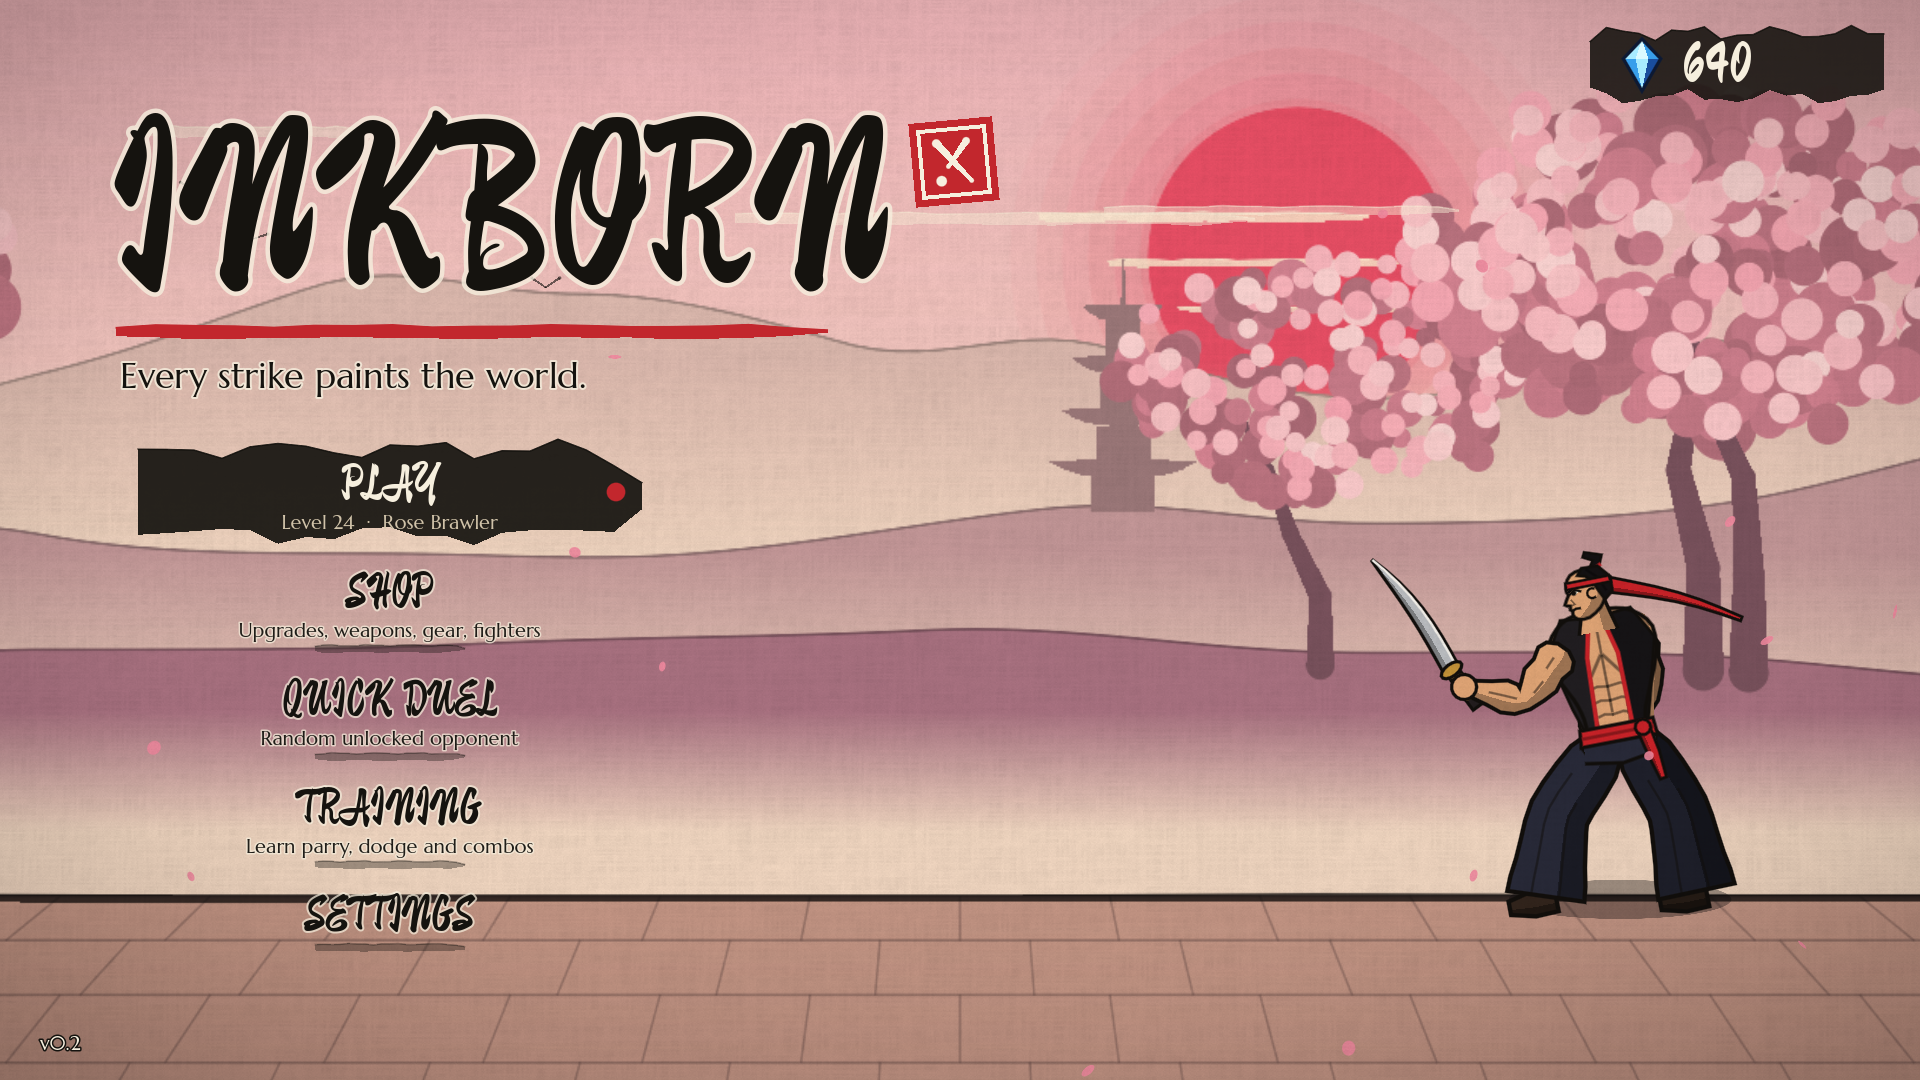 640
INKBORN
Every strike paints the world.
PLAY
Level 24 · Rose Brawler
SHOP
Upgrades, weapons, gear, fighters
QUICK DUEL
Random unlocked opponent
TRAINING
Learn parry, dodge and combos
SETTINGS
v0.2